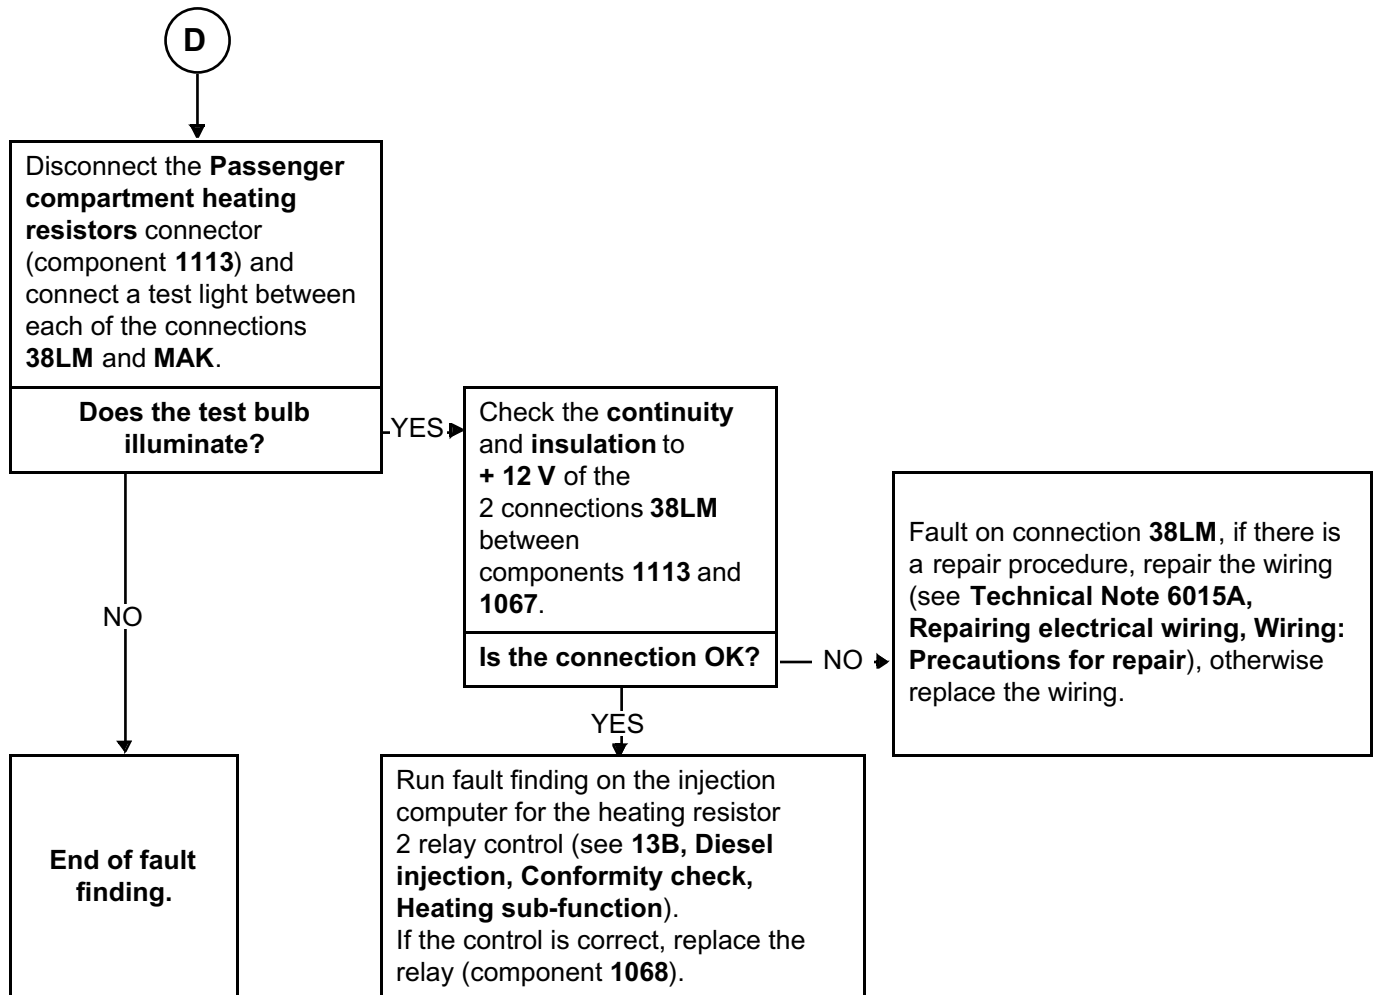 D
Disconnect the Passenger
compartment heating
resistors connector
(component 1113) and
connect a test light between
each of the connections
38LM and MAK.
Does the test bulb
illuminate?
YES
Check the continuity
and insulation to
+ 12 V of the
2 connections 38LM
between
components 1113 and
1067.
Is the connection OK?
NO
Fault on connection 38LM, if there is
a repair procedure, repair the wiring
(see Technical Note 6015A,
Repairing electrical wiring, Wiring:
Precautions for repair), otherwise
replace the wiring.
NO
YES
End of fault
finding.
Run fault finding on the injection
computer for the heating resistor
2 relay control (see 13B, Diesel
injection, Conformity check,
Heating sub-function).
If the control is correct, replace the
relay (component 1068).